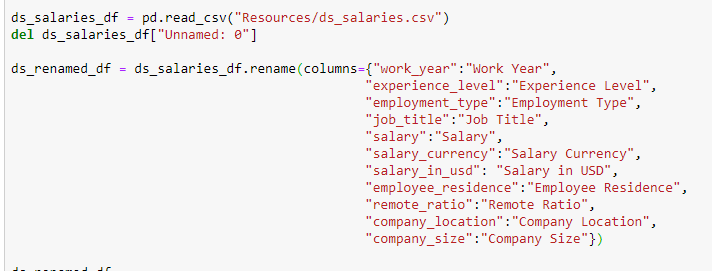 ds_salaries_df = pd.read_csv("Resources/ds_salaries.csv")
del ds_salaries_df["Unnamed: 0"]
ds_renamed_df = ds_salaries_df.rename(columns={"work_year":"Work Year",
"experience_level":"Experience Level",
"employment_type":"Employment Type",
"job_title":"Job Title",
"salary":"Salary",
"salary_currency":"Salary Currency",
"salary_in_usd": "Salary in USD",
"employee_residence":"Employee Residence",
"remote_ratio":"Remote Ratio",
"company_location":"Company Location",
"company_size":"Company Size"})